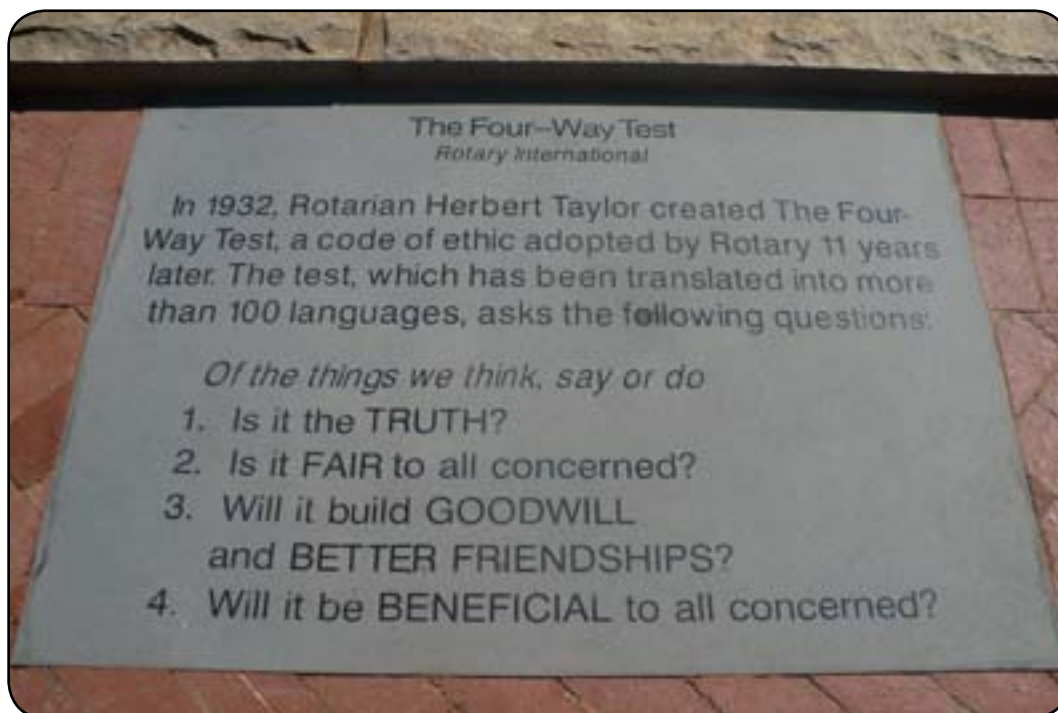 The Four-Way Test
Rotary International
In 1932, Rotarian Herbert Taylor created The Four-
Way Test, a code of ethic adopted by Rotary 11 years
later. The test, which has been translated into more
than 100 languages, asks the following questions:
Of the things we think, say or do
1. Is it the TRUTH?
2. Is it FAIR to all concerned?
3. Will it build GOODWILL
and BETTER FRIENDSHIPS?
4. Will it be BENEFICIAL to all concerned?